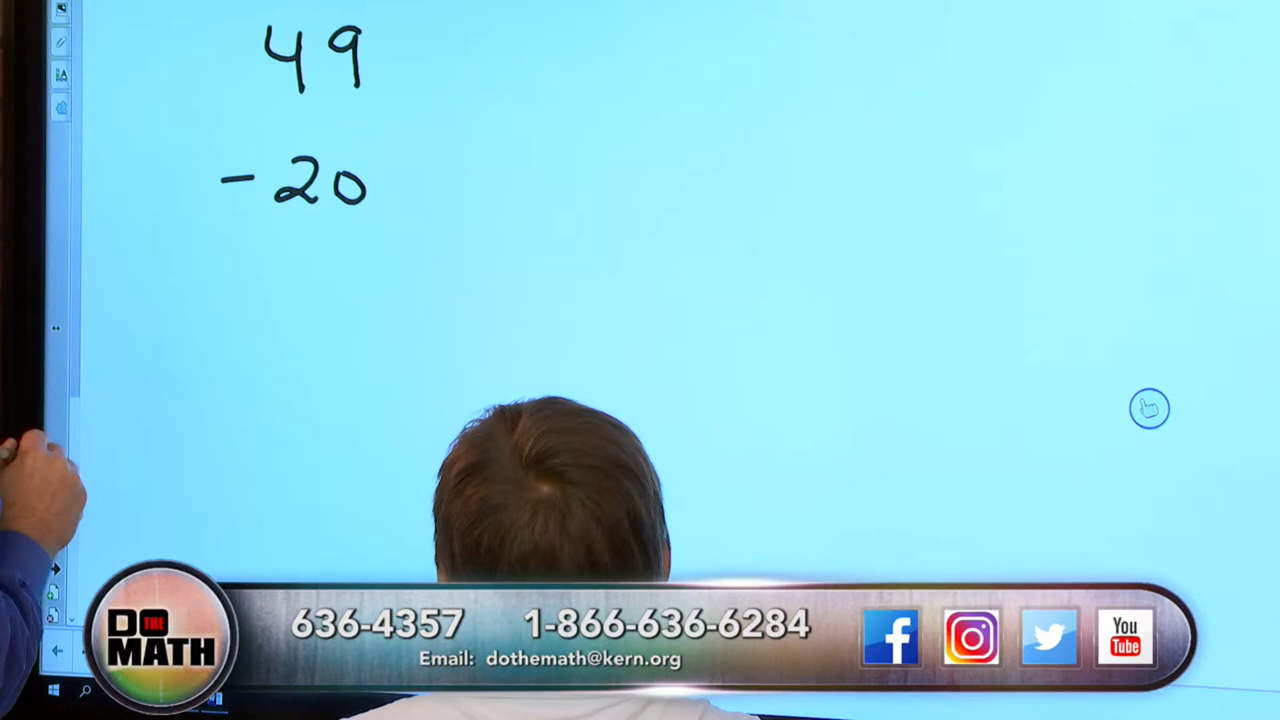 49
- 20
DO THE MATH
636-4357 1-866-636-6284
Email: dothemath@kern.org
f
You Tube